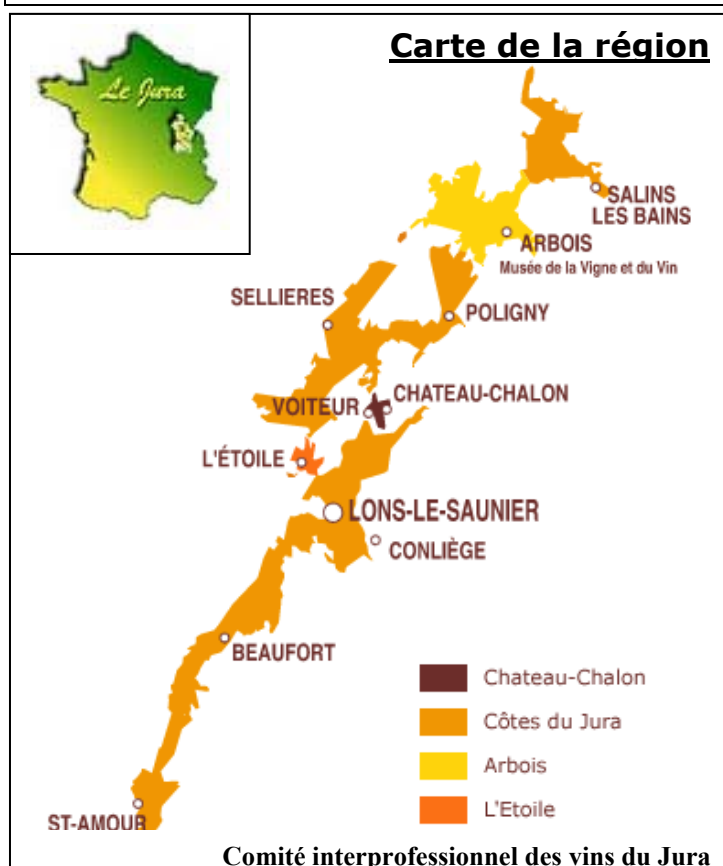 Carte de la région
Le Jura
SALINS
LES BAINS
ARBOIS
Musée de la Vigne et du Vin
SELLIERES
POLIGNY
CHATEAU-CHALON
VOITEUR
L'ÉTOILE
LONS-LE-SAUNIER
CONLIÈGE
BEAUFORT
Chateau-Chalon
Côtes du Jura
Arbois
L'Etoile
ST-AMOUR
Comité interprofessionnel des vins du Jura